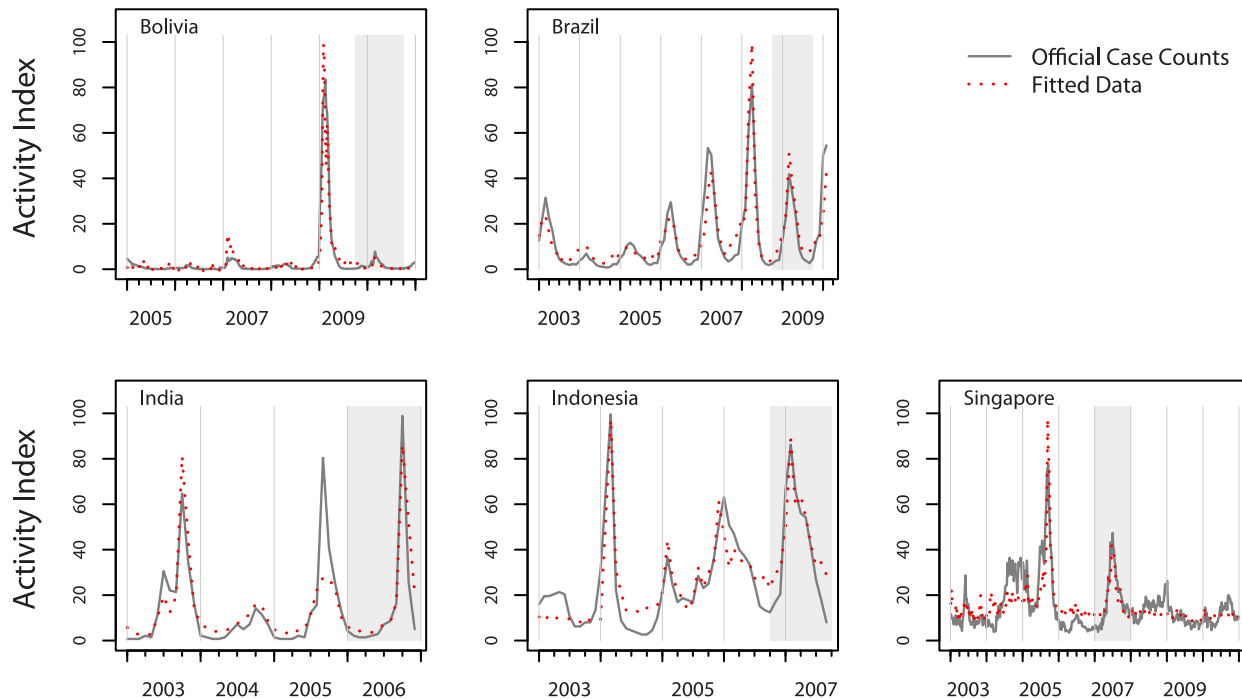 Bolivia
Brazil
Official Case Counts
Fitted Data
Activity Index
0 20 40 60 80 100
0 20 40 60 80 100
2005 2007 2009
2003 2005 2007 2009
India
Indonesia
Singapore
Activity Index
0 20 40 60 80 100
0 20 40 60 80 100
0 20 40 60 80 100
2003 2004 2005 2006
2003 2005 2007
2003 2005 2007 2009